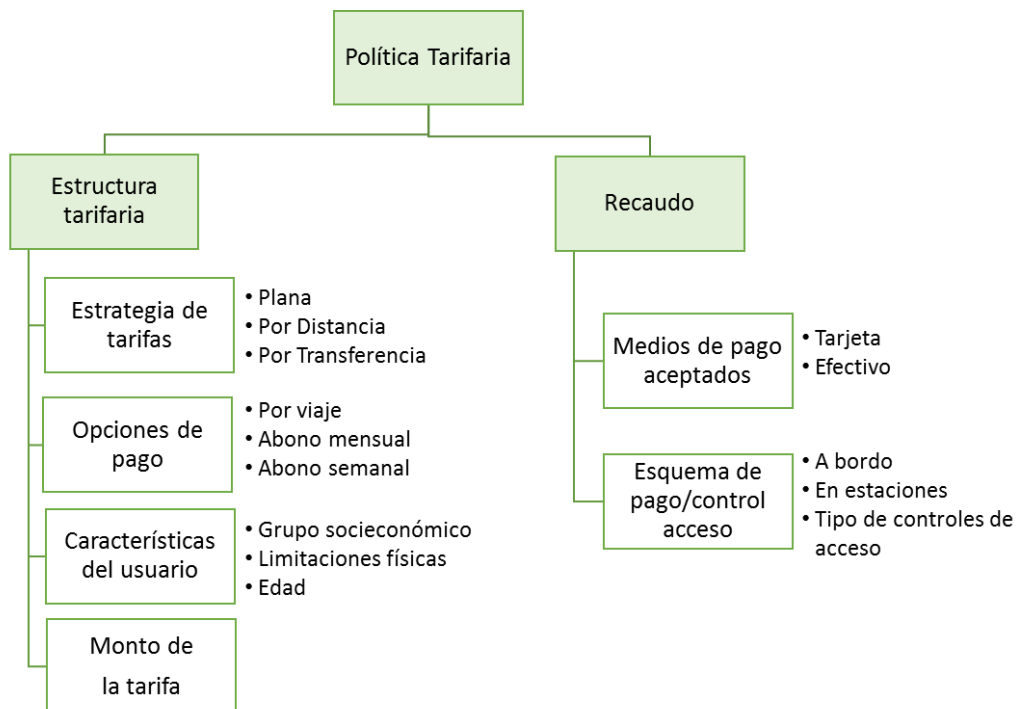 Política Tarifaria
Estructura
tarifaria
Estrategia de
tarifas
• Plana
• Por Distancia
• Por Transferencia
Opciones de
pago
• Por viaje
• Abono mensual
• Abono semanal
Característícas
del usuario
• Grupo socieconómico
• Limitaciones físicas
• Edad
Monto de
la tarifa
Recaudo
Medios de pago
aceptados
• Tarjeta
• Efectivo
Esquema de
pago/control
acceso
• A bordo
• En estaciones
• Tipo de controles de
acceso